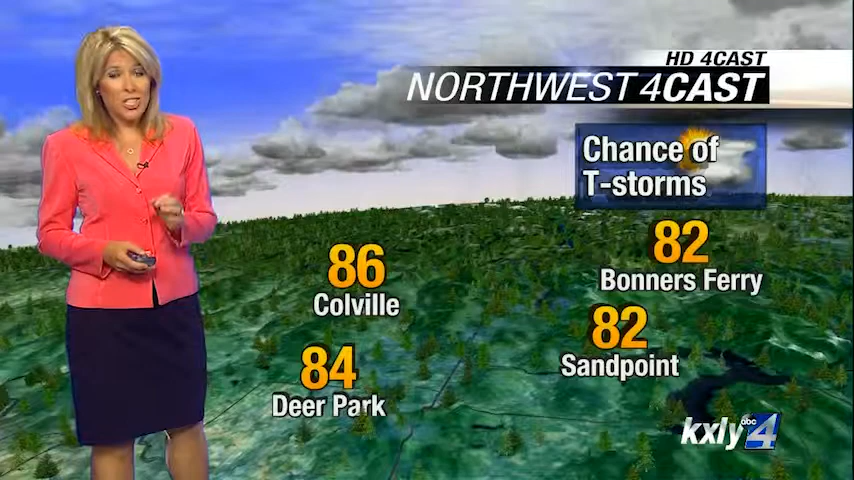 HD 4CAST
NORTHWEST 4CAST
Chance of
T-storms
82
Bonners Ferry
86
Colville
82
Sandpoint
84
Deer Park
kxly abc 4